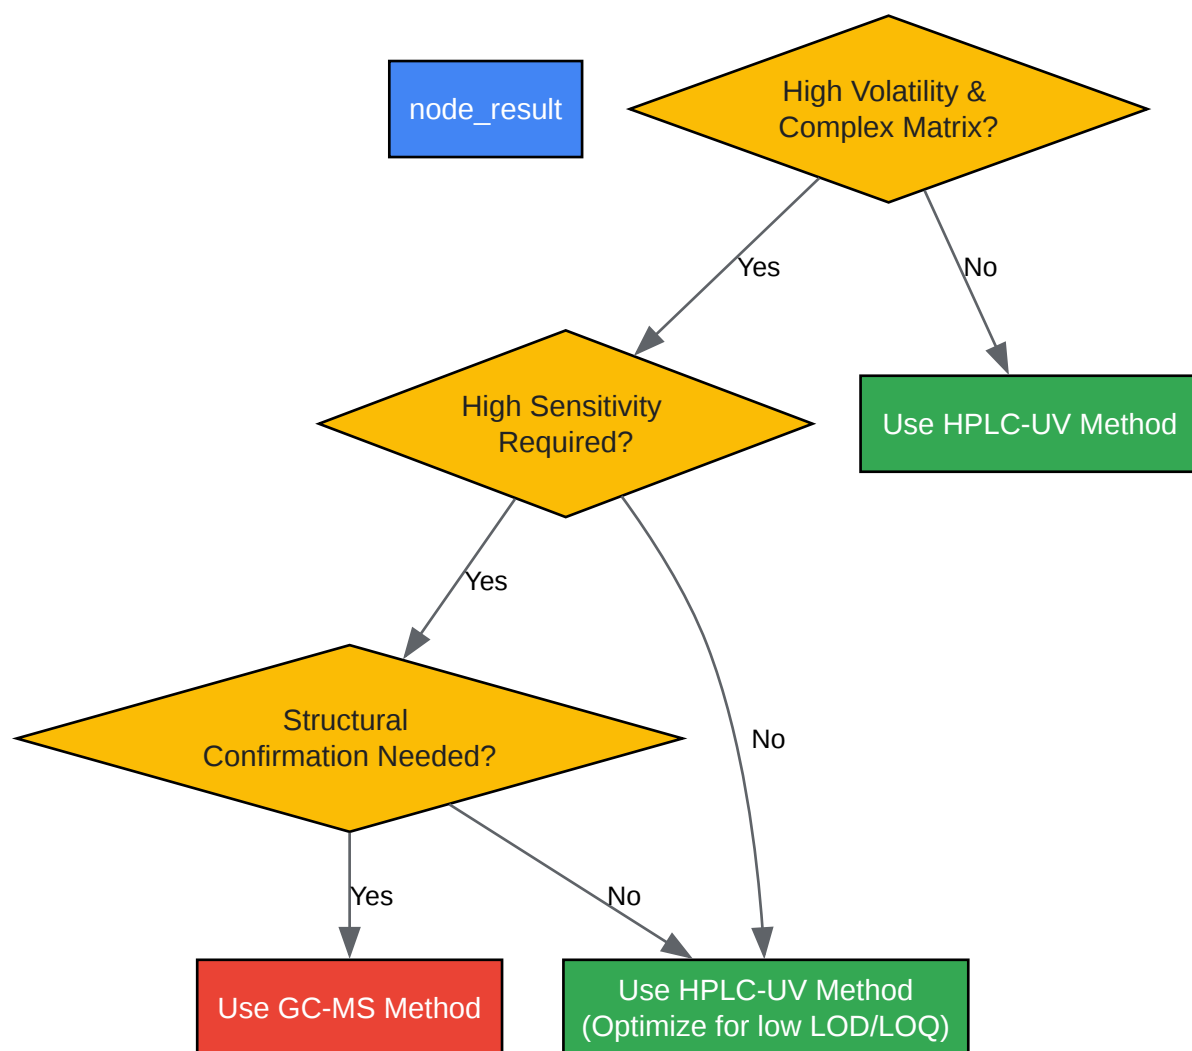 node_result
High Volatility &
Complex Matrix?
Yes
No
High Sensitivity
Required?
Use HPLC-UV Method
Yes
No
Structural
Confirmation Needed?
Yes
No
Use GC-MS Method
Use HPLC-UV Method
(Optimize for low LOD/LOQ)